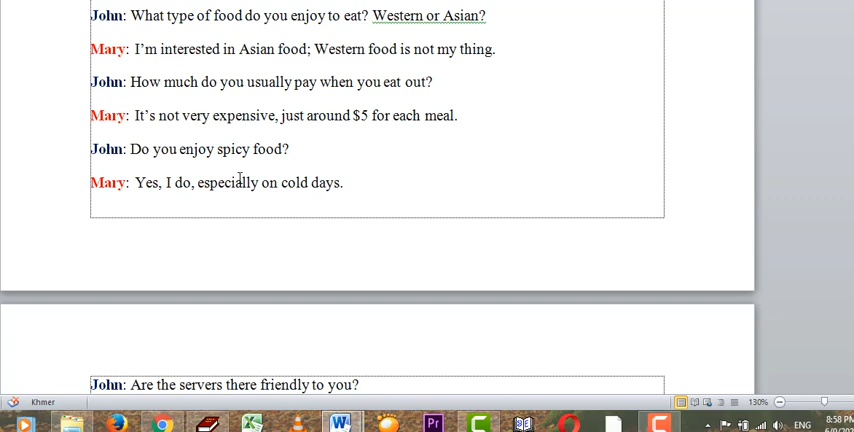 John: What type of food do you enjoy to eat? Western or Asian?
Mary: I’m interested in Asian food; Western food is not my thing.
John: How much do you usually pay when you eat out?
Mary: It’s not very expensive, just around $5 for each meal.
John: Do you enjoy spicy food?
Mary: Yes, I do, especially on cold days.
John: Are the servers there friendly to you?
Khmer 130%
ENG 8:58 PM